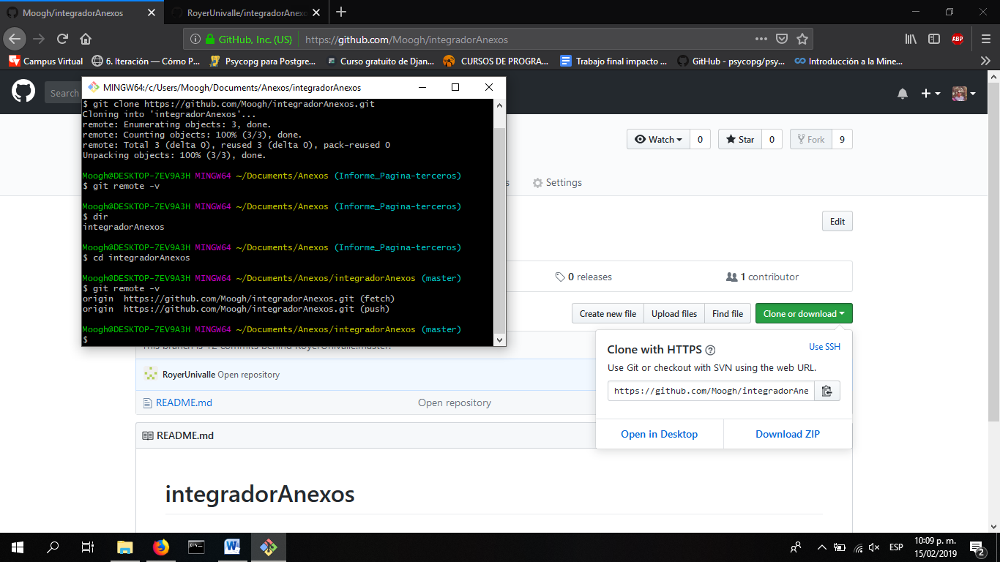 Moogh/integradorAnexos
RoyerUnivalle/integradorAnexo
GitHub, Inc. (US)
https://github.com/Moogh/integradorAnexos
Campus Virtual
6. Iteración — Cómo P...
Psycopg para Postgre...
Curso gratuito de Djan...
CURSOS DE PROGRA...
Trabajo final impacto ...
GitHub - psycopg/psy...
Introducción a la Mine...
Search
MINGW64:/c/Users/Moogh/Documents/Anexos/integradorAnexos
$ git clone https://github.com/Moogh/integradorAnexos.git
Cloning into 'integradorAnexos'...
remote: Enumerating objects: 3, done.
remote: Counting objects: 100% (3/3), done.
remote: Total 3 (delta 0), reused 3 (delta 0), pack-reused 0
Unpacking objects: 100% (3/3), done.
Moogh@DESKTOP-7EV9A3H MINGW64 ~/Documents/Anexos (Informe_Pagina-terceros)
$ git remote -v
Moogh@DESKTOP-7EV9A3H MINGW64 ~/Documents/Anexos (Informe_Pagina-terceros)
$ dir
integradorAnexos
Moogh@DESKTOP-7EV9A3H MINGW64 ~/Documents/Anexos (Informe_Pagina-terceros)
$ cd integradorAnexos
Moogh@DESKTOP-7EV9A3H MINGW64 ~/Documents/Anexos/integradorAnexos (master)
$ git remote -v
origin  https://github.com/Moogh/integradorAnexos.git (fetch)
origin  https://github.com/Moogh/integradorAnexos.git (push)
Moogh@DESKTOP-7EV9A3H MINGW64 ~/Documents/Anexos/integradorAnexos (master)
$
Watch 0 Star 0 Fork 9
s Settings
Edit
0 releases 1 contributor
Create new file Upload files Find file Clone or download
This branch is 12 commits behind RoyerUnivalle:master.
Clone with HTTPS Use SSH
Use Git or checkout with SVN using the web URL.
https://github.com/Moogh/integradorAne
Open in Desktop Download ZIP
RoyerUnivalle Open repository
README.md Open repository
README.md
integradorAnexos
ABP
ESP
10:09 p. m.
15/02/2019
2